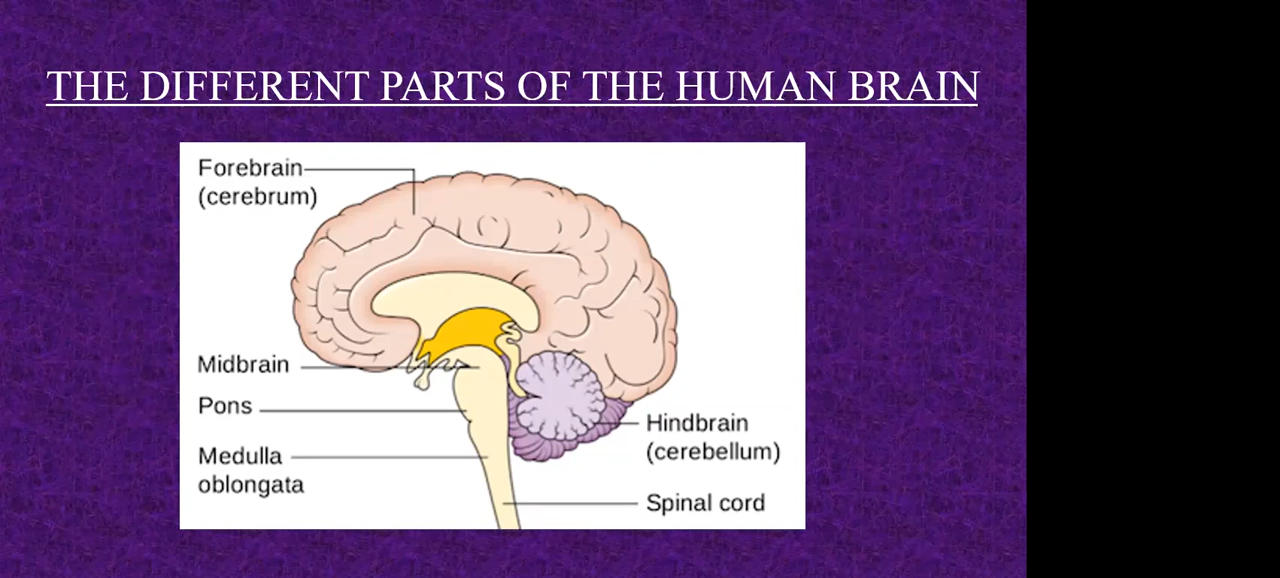 THE DIFFERENT PARTS OF THE HUMAN BRAIN
Forebrain
(cerebrum)
Midbrain
Pons
Medulla
oblongata
Hindbrain
(cerebellum)
Spinal cord